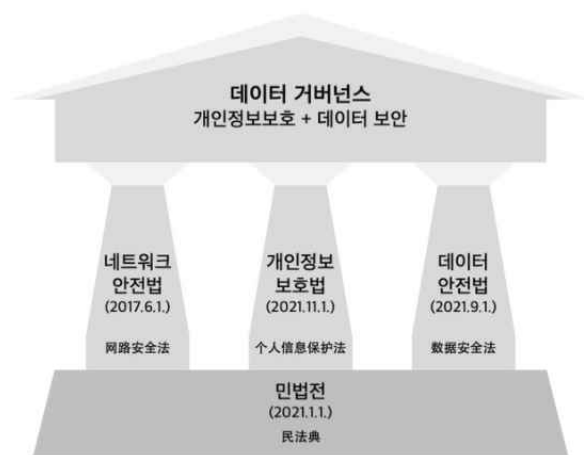 데이터 거버넌스
개인정보보호 + 데이터 보안
네트워크
안전법
(2017.6.1.)
网路安全法
개인정보
보호법
(2021.11.1.)
个人信息保护法
데이터
안전법
(2021.9.1.)
数据安全法
민법전
(2021.1.1.)
民法典